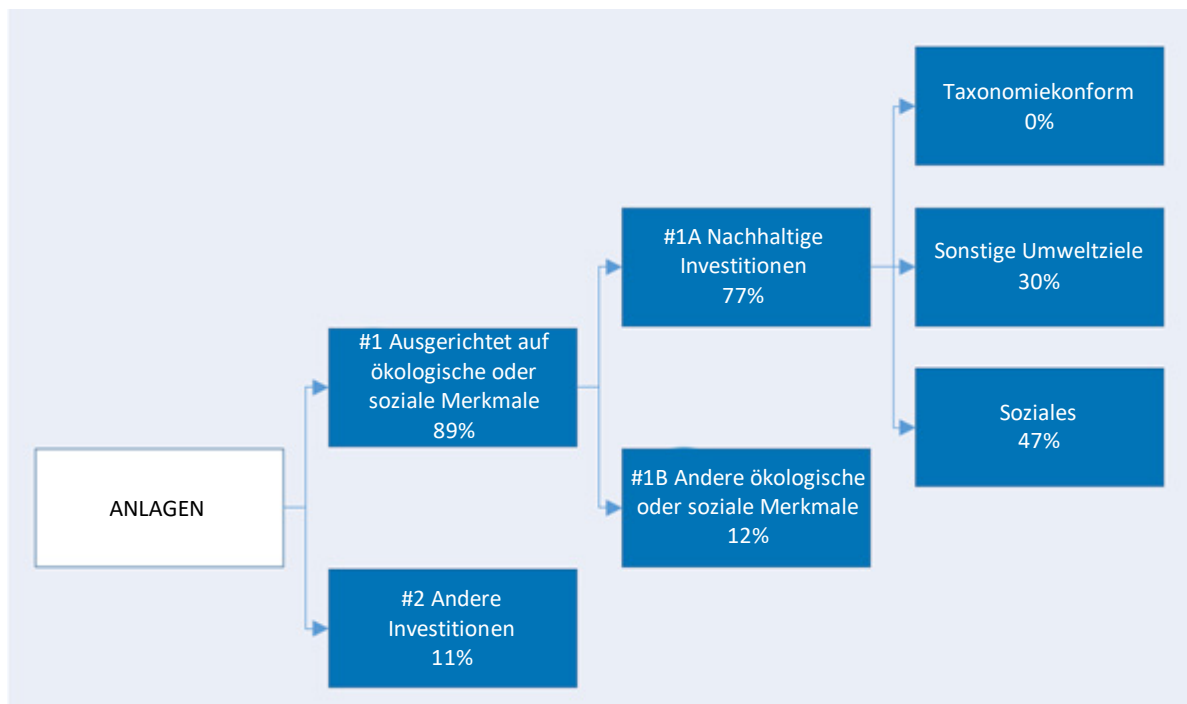 Taxonomiekonform
0%
#1A Nachhaltige
Investitionen
77%
Sonstige Umweltziele
30%
#1 Ausgerichtet auf
ökologische oder
soziale Merkmale
89%
Soziales
47%
ANLAGEN
#1B Andere ökologische
oder soziale Merkmale
12%
#2 Andere
Investitionen
11%